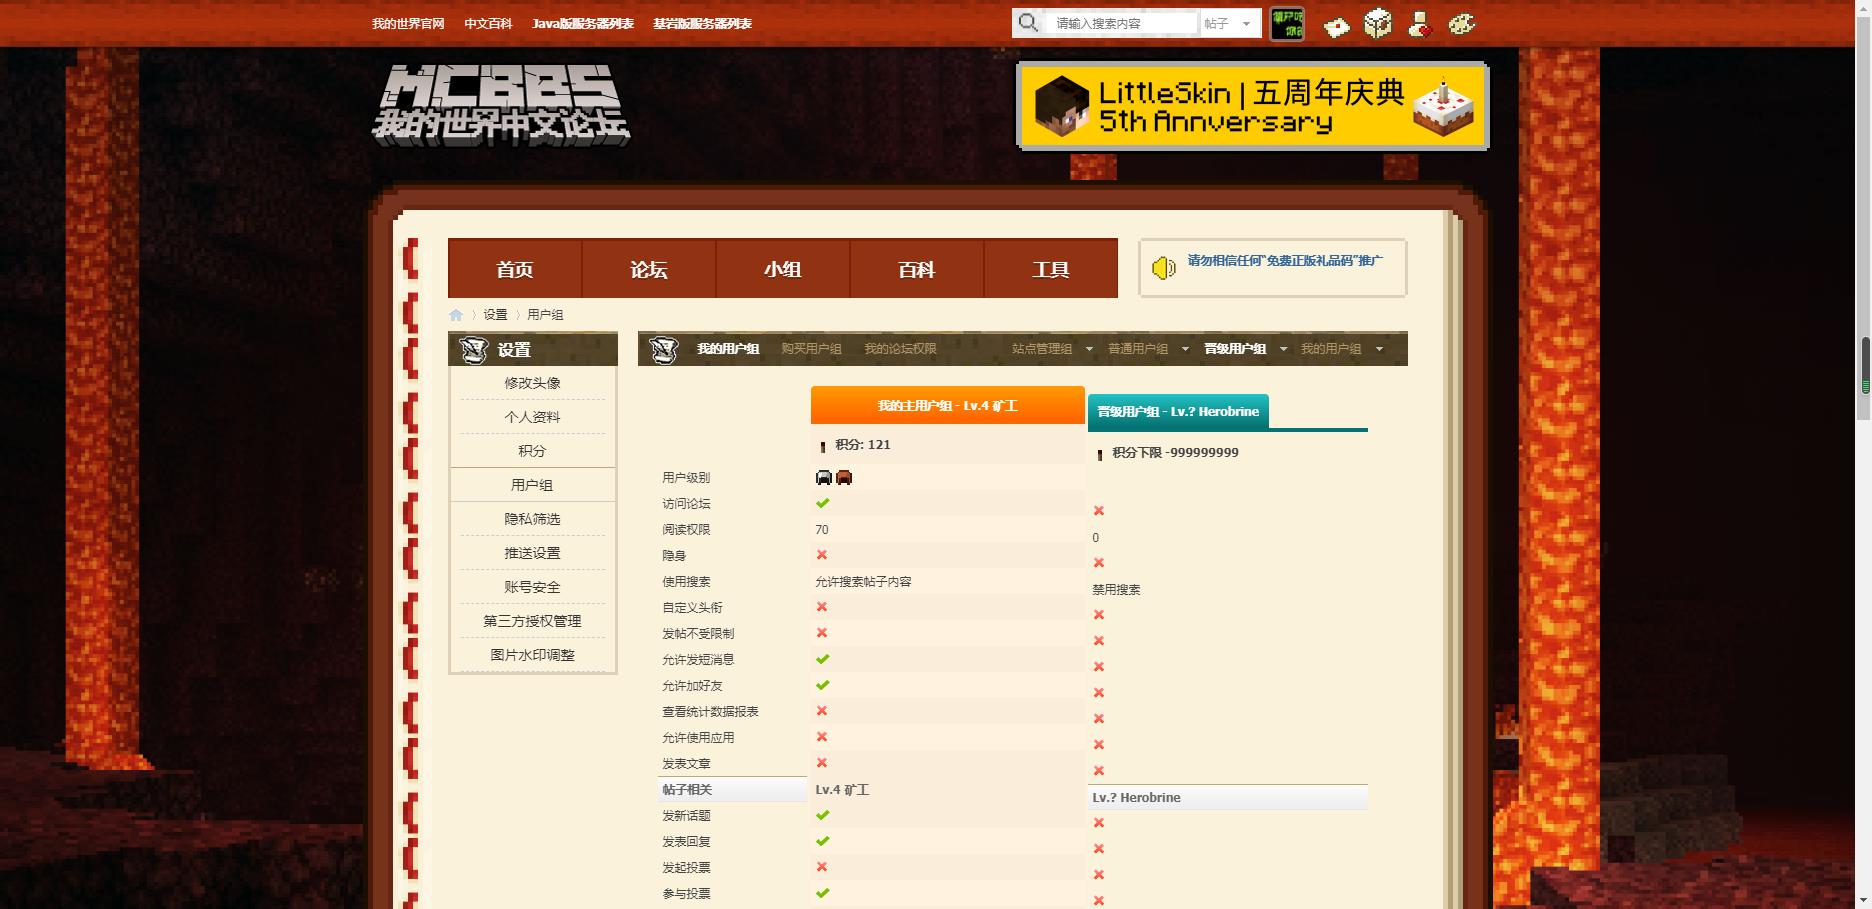 我的世界官网 中文百科 Java版服务器列表 基岩版服务器列表
请输入搜索内容 帖子
MCBBS
我的世界中文论坛
LittleSkin | 五周年庆典
5th Annversary
首页 论坛 小组 百科 工具
请勿相信任何“免费正版礼品码”推广
设置 用户组
设置
我的用户组 购买用户组 我的论坛权限 站点管理组 普通用户组 晋级用户组 我的用户组
修改头像
个人资料
积分
用户组
隐私筛选
推送设置
账号安全
第三方授权管理
图片水印调整
我的主用户组 - Lv.4 矿工 晋级用户组 - Lv.? Herobrine
积分: 121 积分下限 -999999999
用户级别
访问论坛
阅读权限 70 0
隐身
使用搜索 允许搜索帖子内容 禁用搜索
自定义头衔
发帖不受限制
允许发短消息
允许加好友
查看统计数据报表
允许使用应用
发表文章
帖子相关 Lv.4 矿工 Lv.? Herobrine
发新话题
发表回复
发起投票
参与投票